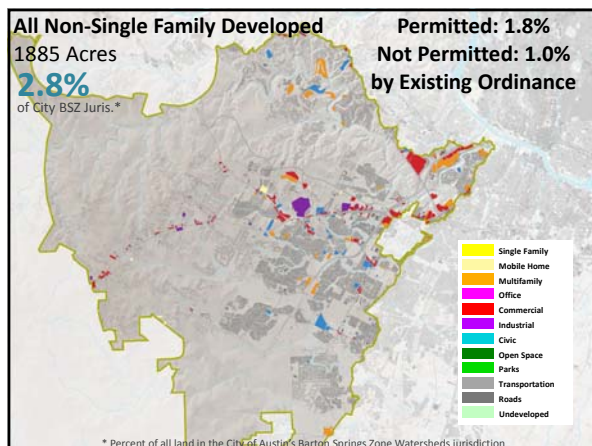 All Non-Single Family Developed
1885 Acres
2.8%
of City BSZ Juris.*
Permitted: 1.8%
Not Permitted: 1.0%
by Existing Ordinance
Single Family
Mobile Home
Multifamily
Office
Commercial
Industrial
Civic
Open Space
Parks
Transportation
Roads
Undeveloped
* Percent of all land in the City of Austin's Barton Springs Zone Watersheds jurisdiction